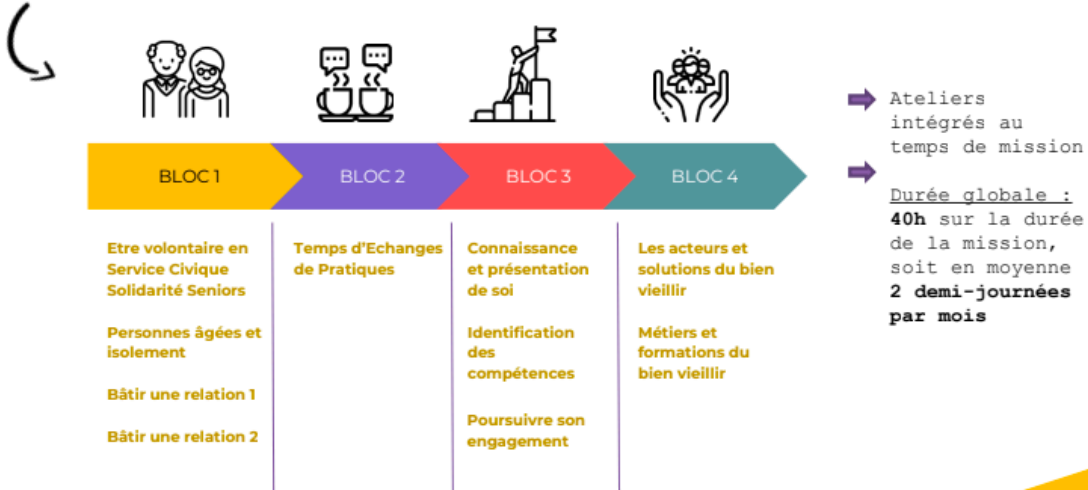 BLOC 1
BLOC 2
BLOC 3
BLOC 4
Etre volontaire en
Service Civique
Solidarité Seniors
Personnes âgées et
isolement
Bâtir une relation 1
Bâtir une relation 2
Temps d'Echanges
de Pratiques
Connaissance
et présentation
de soi
Identification
des
compétences
Poursuivre son
engagement
Les acteurs et
solutions du bien
vieillir
Métiers et
formations du
bien vieillir
Ateliers
intégrés au
temps de mission
Durée globale :
40h sur la durée
de la mission,
soit en moyenne
2 demi-journées
par mois